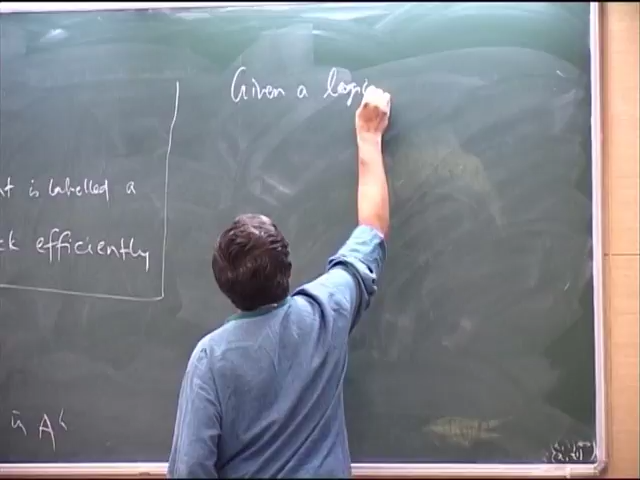 is labelled a
efficiently
in A
Given a logi